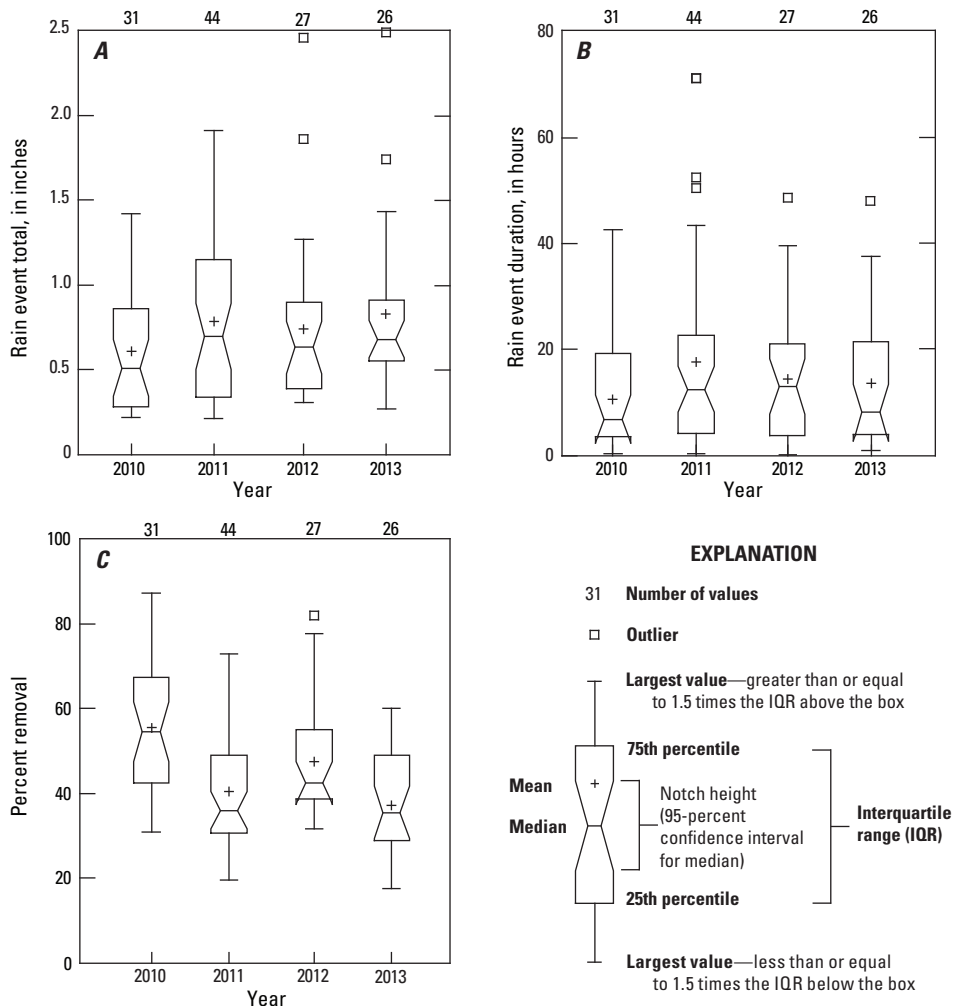 31 44 27 26
A
2.5
2.0
1.5
1.0
0.5
0
Rain event total, in inches
2010 2011 2012 2013
Year
31 44 27 26
B
80
60
40
20
0
Rain event duration, in hours
2010 2011 2012 2013
Year
31 44 27 26
C
100
80
60
40
20
0
Percent removal
2010 2011 2012 2013
Year
EXPLANATION
31 Number of values
Outlier
Largest value—greater than or equal
to 1.5 times the IQR above the box
75th percentile
Mean
Median
Notch height
(95-percent
confidence interval
for median)
Interquartile
range (IQR)
25th percentile
Largest value—less than or equal
to 1.5 times the IQR below the box